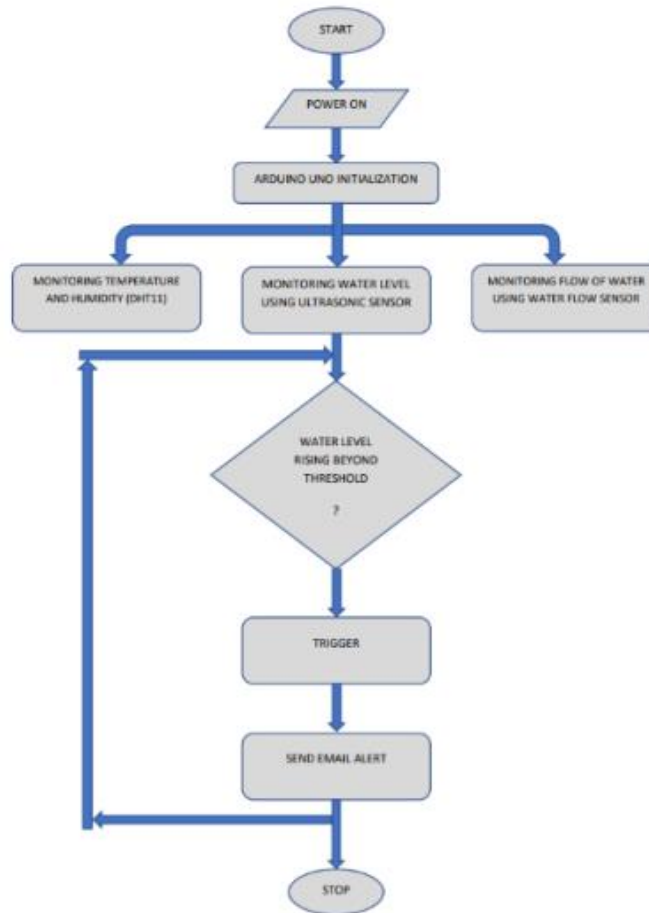 START
POWER ON
ARDUINO UNO INITIALIZATION
MONITORING TEMPERATURE
AND HUMIDITY (DHT11)
MONITORING WATER LEVEL
USING ULTRASONIC SENSOR
MONITORING FLOW OF WATER
USING WATER FLOW SENSOR
WATER LEVEL
RISING BEYOND
THRESHOLD
?
TRIGGER
SEND EMAIL ALERT
STOP